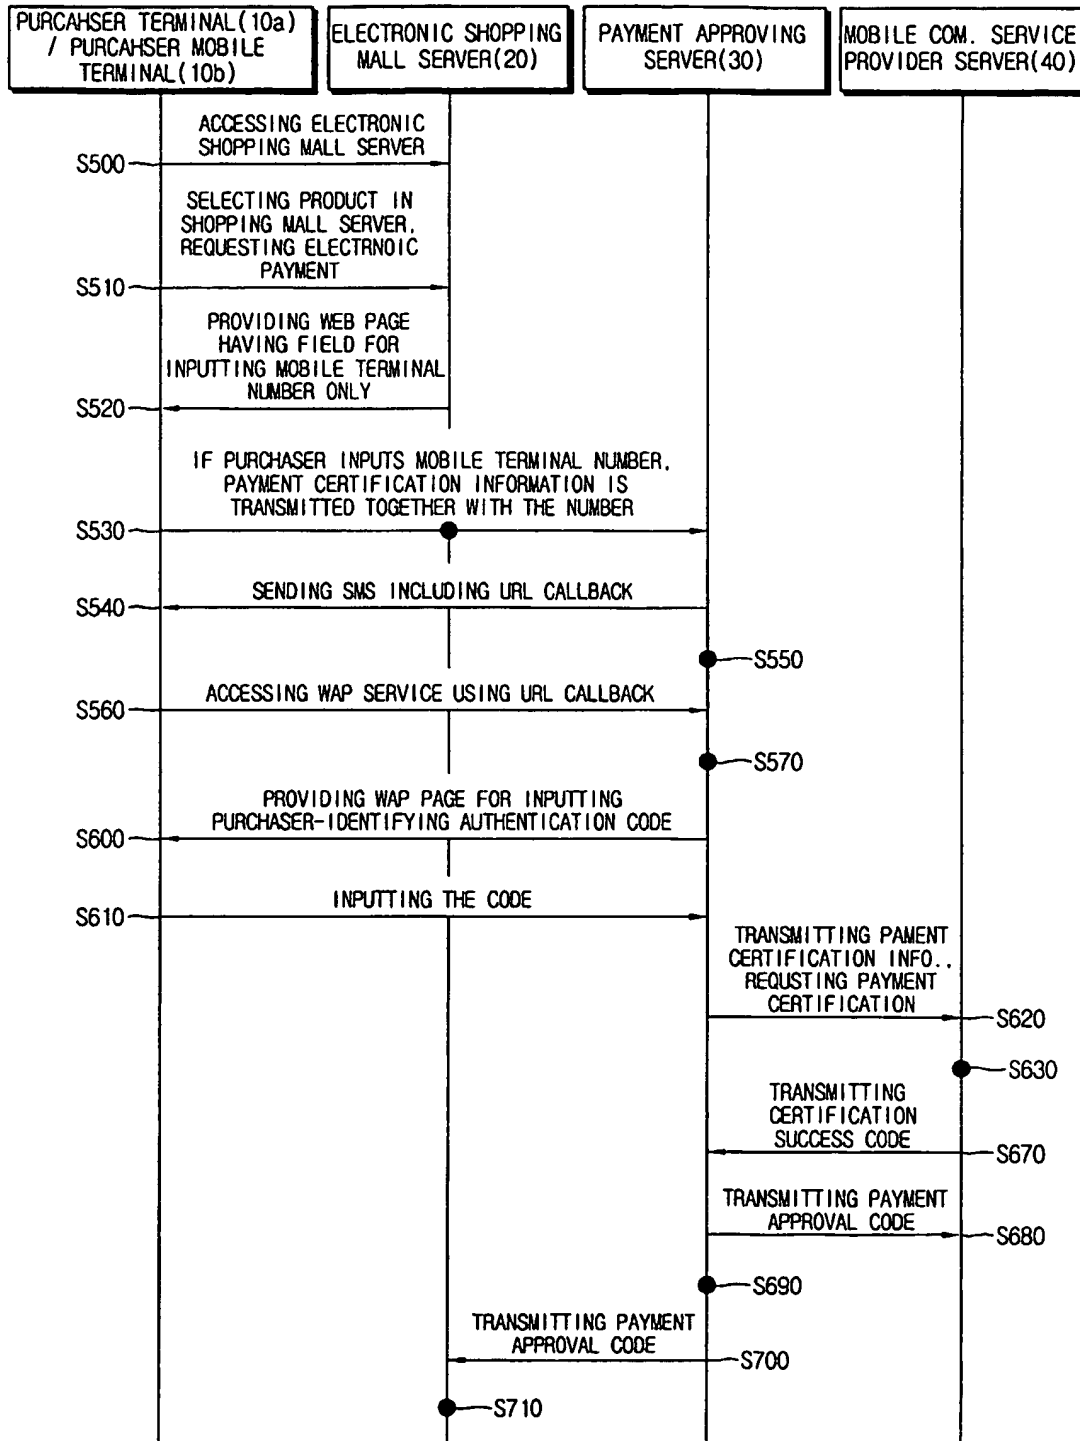 PURCAHSER TERMINAL(10a)
/ PURCAHSER MOBILE
TERMINAL(10b)
ELECTRONIC SHOPPING
MALL SERVER(20)
PAYMENT APPROVING
SERVER(30)
MOBILE COM. SERVICE
PROVIDER SERVER(40)
ACCESSING ELECTRONIC
SHOPPING MALL SERVER
S500
SELECTING PRODUCT IN
SHOPPING MALL SERVER,
REQUESTING ELECTRNOIC
PAYMENT
S510
PROVIDING WEB PAGE
HAVING FIELD FOR
INPUTTING MOBILE TERMINAL
NUMBER ONLY
S520
IF PURCHASER INPUTS MOBILE TERMINAL NUMBER,
PAYMENT CERTIFICATION INFORMATION IS
TRANSMITTED TOGETHER WITH THE NUMBER
S530
SENDING SMS INCLUDING URL CALLBACK
S540
S550
ACCESSING WAP SERVICE USING URL CALLBACK
S560
S570
PROVIDING WAP PAGE FOR INPUTTING
PURCHASER-IDENTIFYING AUTHENTICATION CODE
S600
INPUTTING THE CODE
S610
TRANSMITTING PAMENT
CERTIFICATION INFO.,
REQUSTING PAYMENT
CERTIFICATION
S620
S630
TRANSMITTING
CERTIFICATION
SUCCESS CODE
S670
TRANSMITTING PAYMENT
APPROVAL CODE
S680
S690
TRANSMITTING PAYMENT
APPROVAL CODE
S700
S710